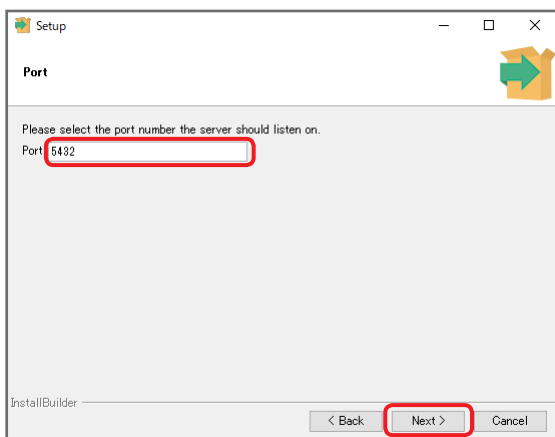 Setup
Port
Please select the port number the server should listen on.
Port 5432
InstallBuilder
< Back Next > Cancel